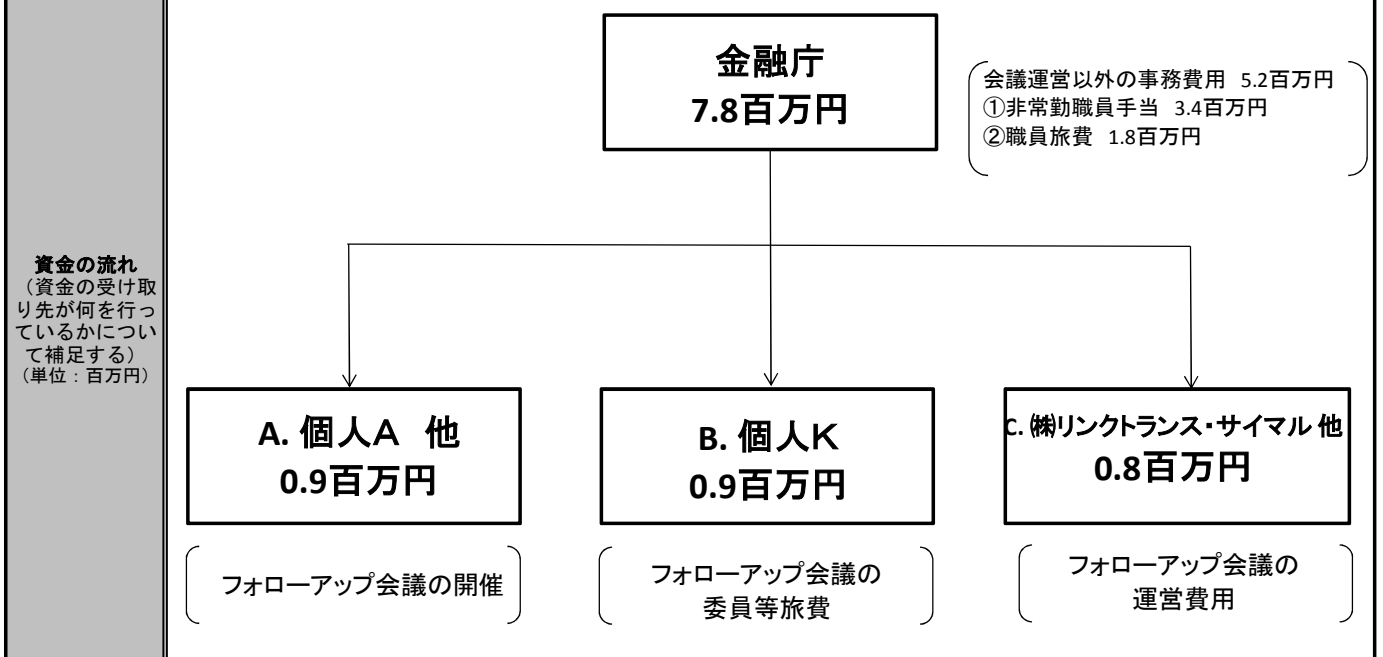 資金の流れ
（資金の受け取
り先が何を行っ
ているかについ
て補足する）
（単位：百万円）
金融庁
7.8百万円
会議運営以外の事務費用 5.2百万円
①非常勤職員手当 3.4百万円
②職員旅費 1.8百万円
A. 個人Ａ 他
0.9百万円
B. 個人Ｋ
0.9百万円
C. ㈱リンクトランス・サイマル 他
0.8百万円
フォローアップ会議の開催
フォローアップ会議の
委員等旅費
フォローアップ会議の
運営費用